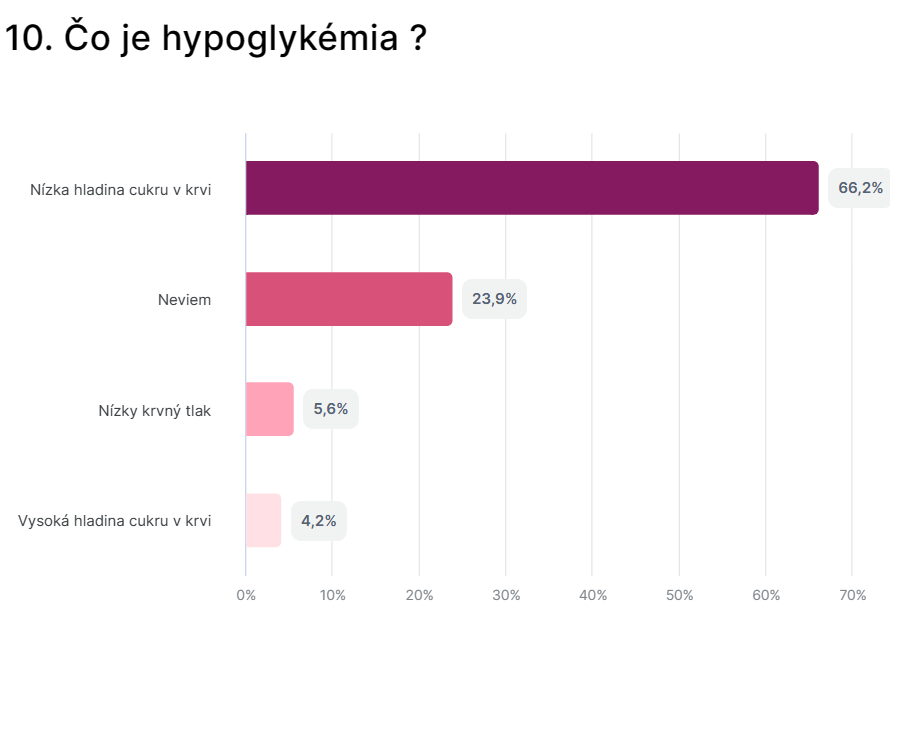 10. Čo je hypoglykémia ?
Nízka hladina cukru v krvi
66,2%
Neviem
23,9%
Nízky krvný tlak
5,6%
Vysoká hladina cukru v krvi
4,2%
0% 10% 20% 30% 40% 50% 60% 70%